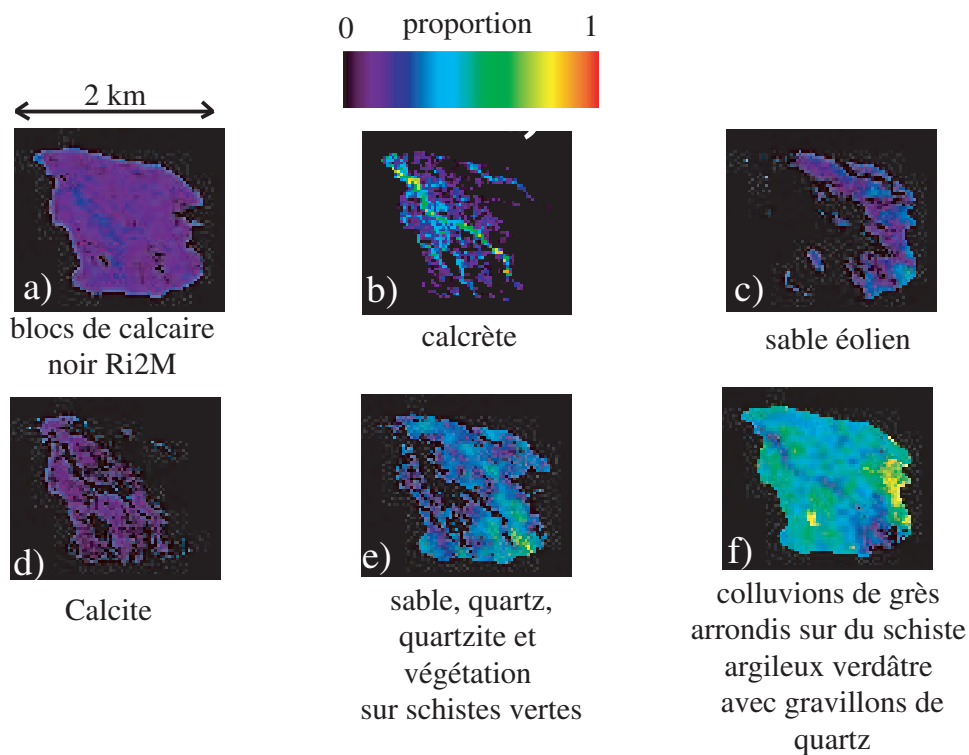 0 proportion 1
2 km
a)
b)
c)
blocs de calcaire
noir Ri2M
calcrète
sable éolien
d)
e)
f)
Calcite
sable, quartz,
quartzite et
végétation
sur schistes vertes
colluvions de grès
arrondis sur du schiste
argileux verdâtre
avec gravillons de
quartz